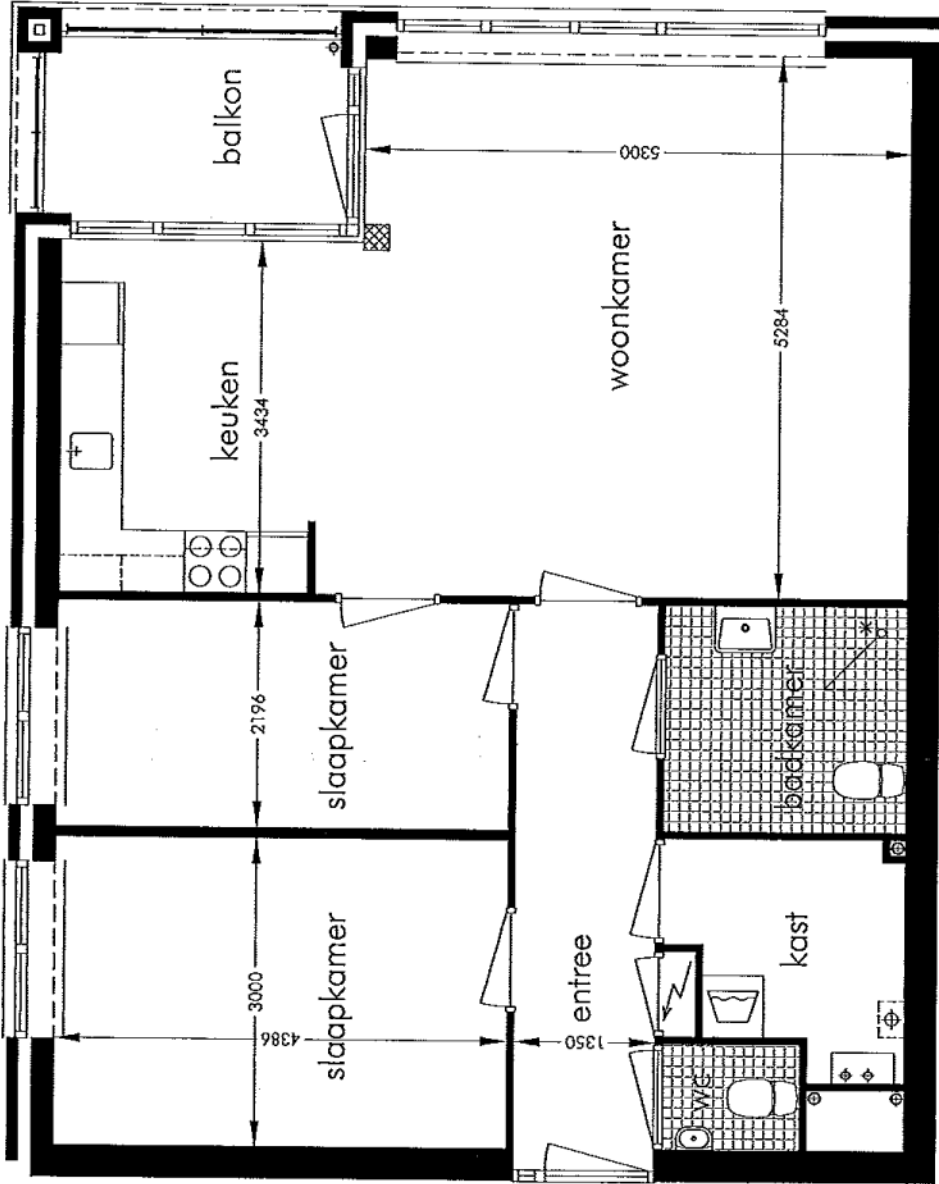 balkon
5300
woonkamer
5284
keuken
3434
slaapkamer
2196
badkamer
slaapkamer
3000
4386
entree
1350
kast
wc